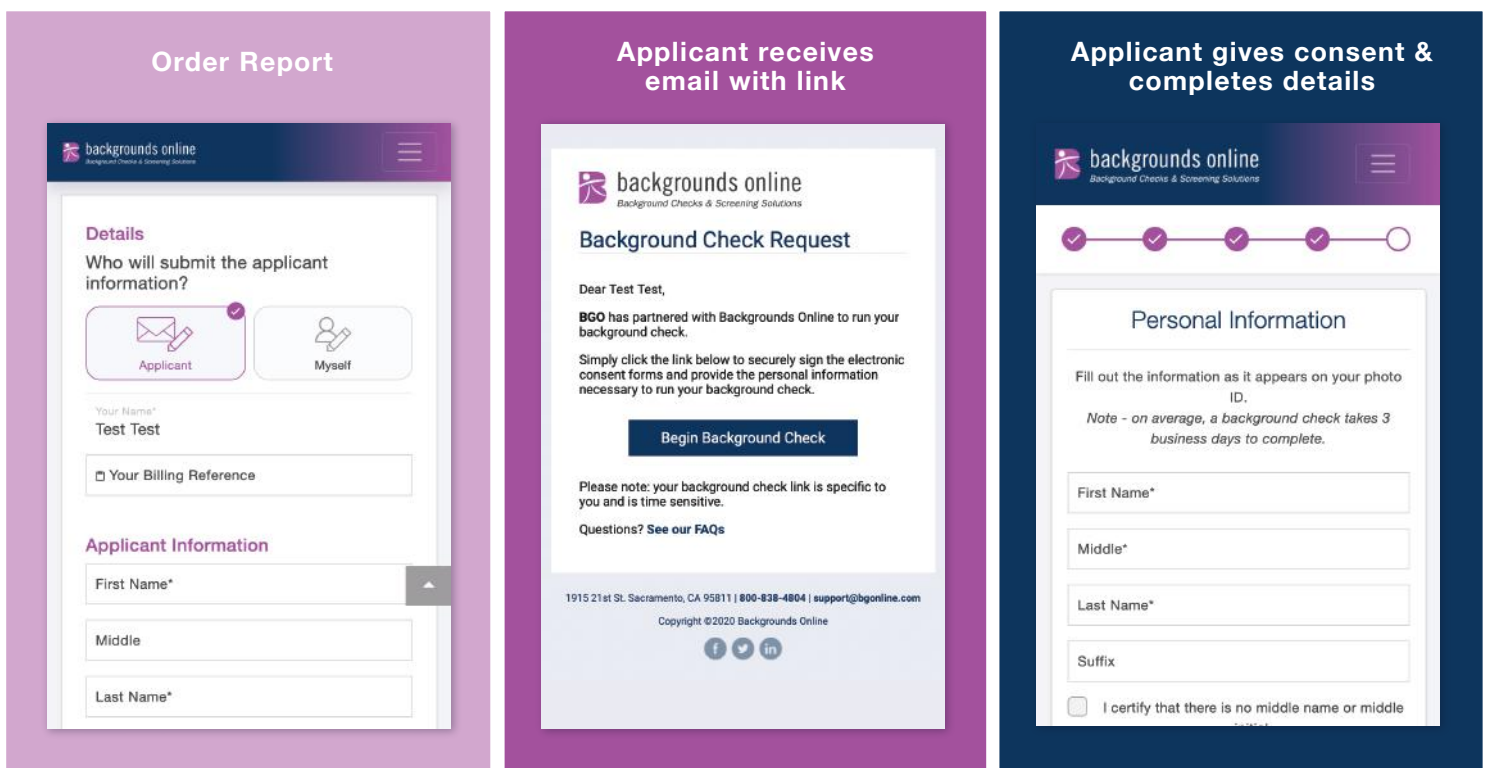 Order Report
backgrounds online
Background Checks & Screening Solutions
Details
Who will submit the applicant
information?
Applicant
Myself
Your Name*
Test Test
Your Billing Reference
Applicant Information
First Name*
Middle
Last Name*
Applicant receives
email with link
backgrounds online
Background Checks & Screening Solutions
Background Check Request
Dear Test Test,
BGO has partnered with Backgrounds Online to run your
background check.
Simply click the link below to securely sign the electronic
consent forms and provide the personal information
necessary to run your background check.
Begin Background Check
Please note: your background check link is specific to
you and is time sensitive.
Questions? See our FAQs
1915 21st St. Sacramento, CA 95811 | 800-838-4804 | support@bgonline.com
Copyright ©2020 Backgrounds Online
f in
Applicant gives consent &
completes details
backgrounds online
Background Checks & Screening Solutions
Personal Information
Fill out the information as it appears on your photo
ID.
Note - on average, a background check takes 3
business days to complete.
First Name*
Middle*
Last Name*
Suffix
I certify that there is no middle name or middle